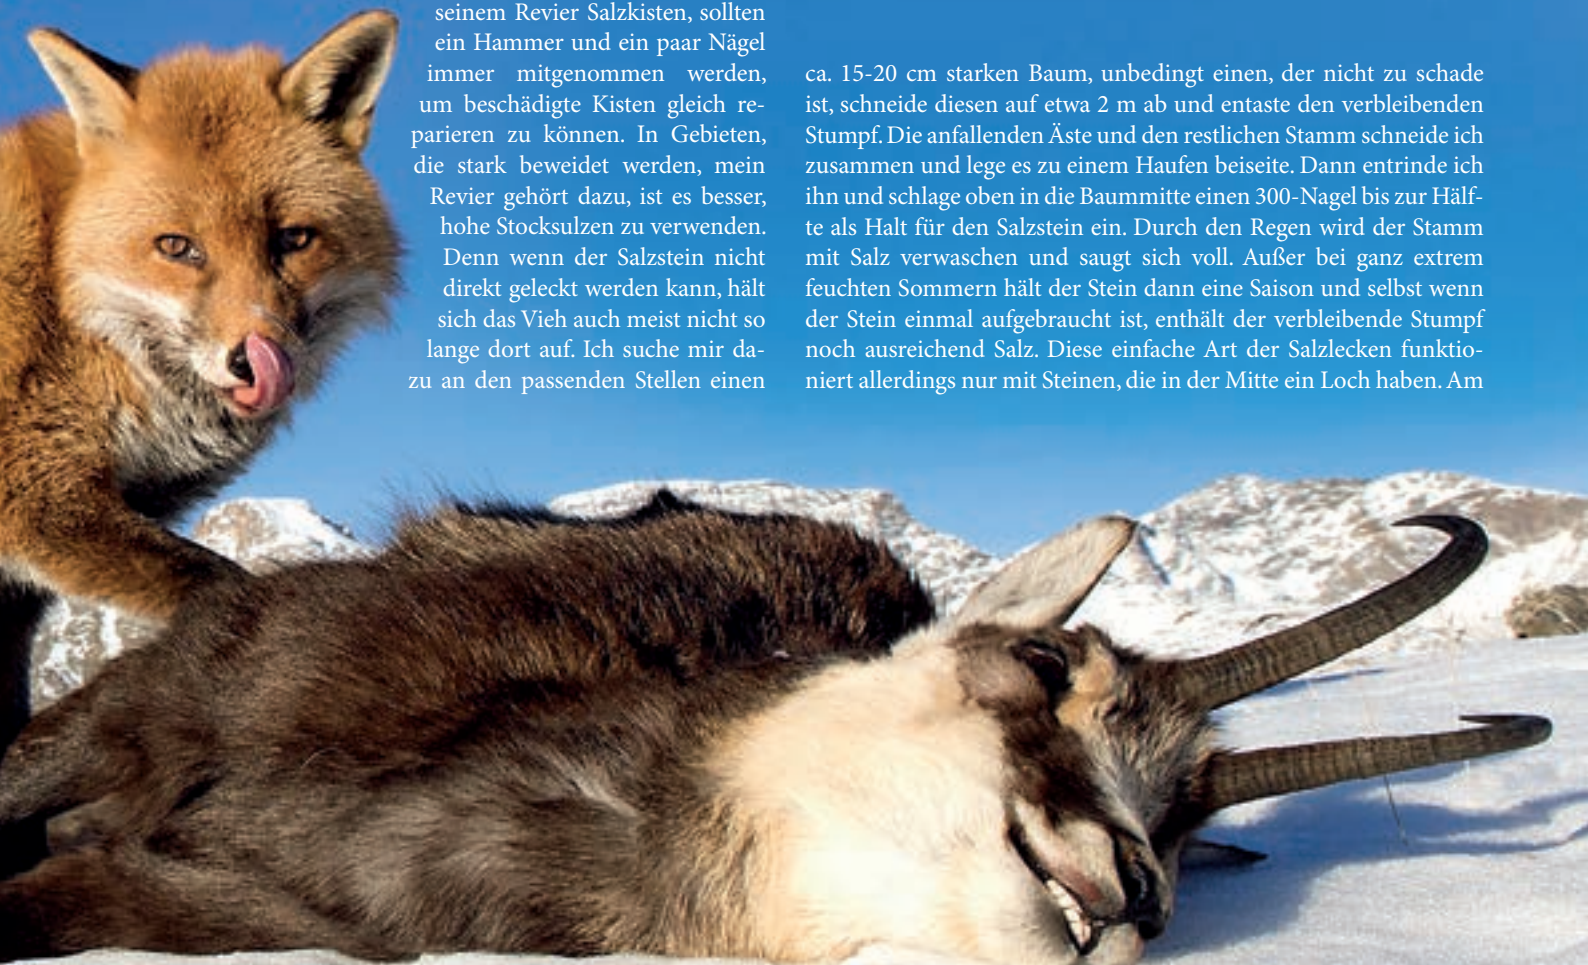 seinem Revier Salzkisten, sollten
ein Hammer und ein paar Nägel
immer mitgenommen werden,
um beschädigte Kisten gleich re-
parieren zu können. In Gebieten,
die stark beweidet werden, mein
Revier gehört dazu, ist es besser,
hohe Stocksulzen zu verwenden.
Denn wenn der Salzstein nicht
direkt geleckt werden kann, hält
sich das Vieh auch meist nicht so
lange dort auf. Ich suche mir da-
zu an den passenden Stellen einen
ca. 15-20 cm starken Baum, unbedingt einen, der nicht zu schade
ist, schneide diesen auf etwa 2 m ab und entaste den verbleibenden
Stumpf. Die anfallenden Äste und den restlichen Stamm schneide ich
zusammen und lege es zu einem Haufen beiseite. Dann entrinde ich
ihn und schlage oben in die Baummitte einen 300-Nagel bis zur Hälf-
te als Halt für den Salzstein ein. Durch den Regen wird der Stamm
mit Salz verwaschen und saugt sich voll. Außer bei ganz extrem
feuchten Sommern hält der Stein dann eine Saison und selbst wenn
der Stein einmal aufgebraucht ist, enthält der verbleibende Stumpf
noch ausreichend Salz. Diese einfache Art der Salzlecken funktio-
niert allerdings nur mit Steinen, die in der Mitte ein Loch haben. Am